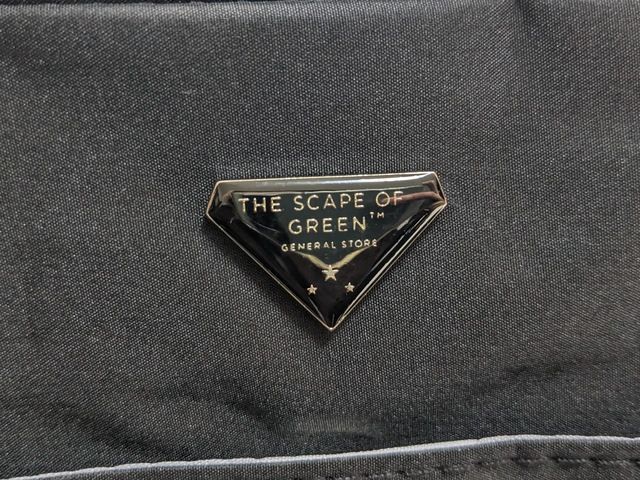 THE SCAPE OF
GREEN™
GENERAL STORE